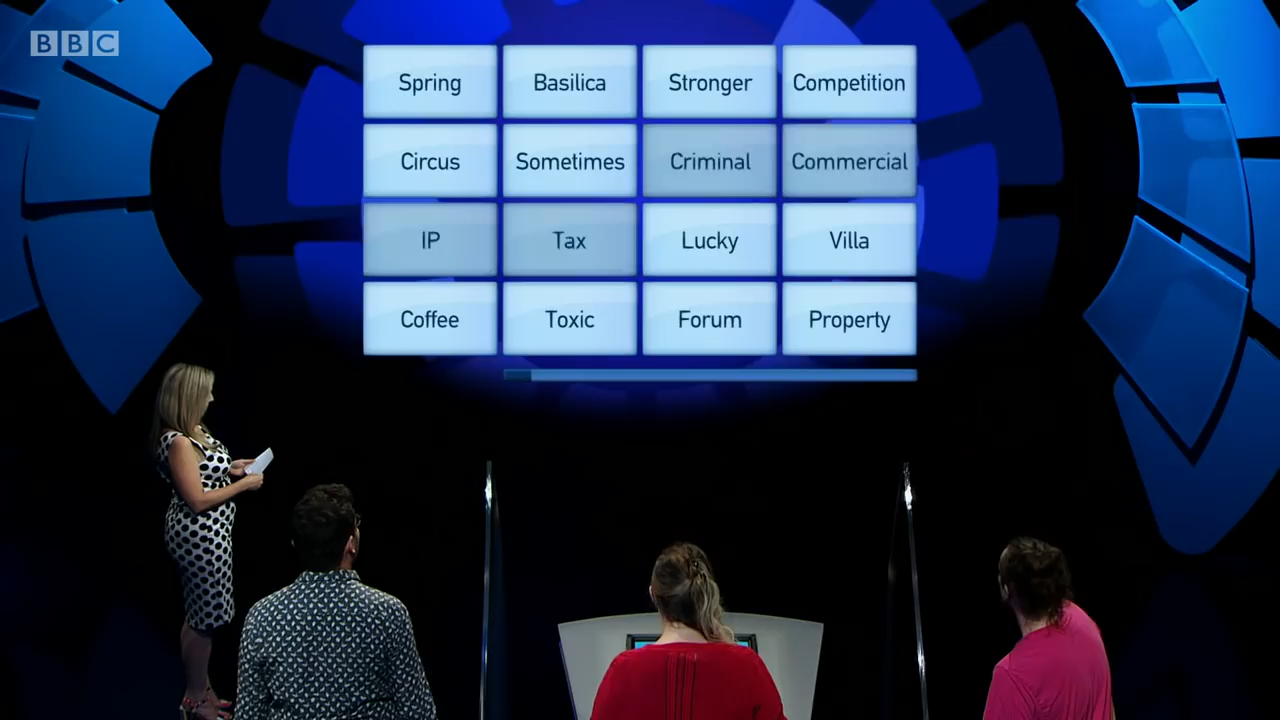 BBC
Spring Basilica Stronger Competition
Circus Sometimes Criminal Commercial
IP Tax Lucky Villa
Coffee Toxic Forum Property